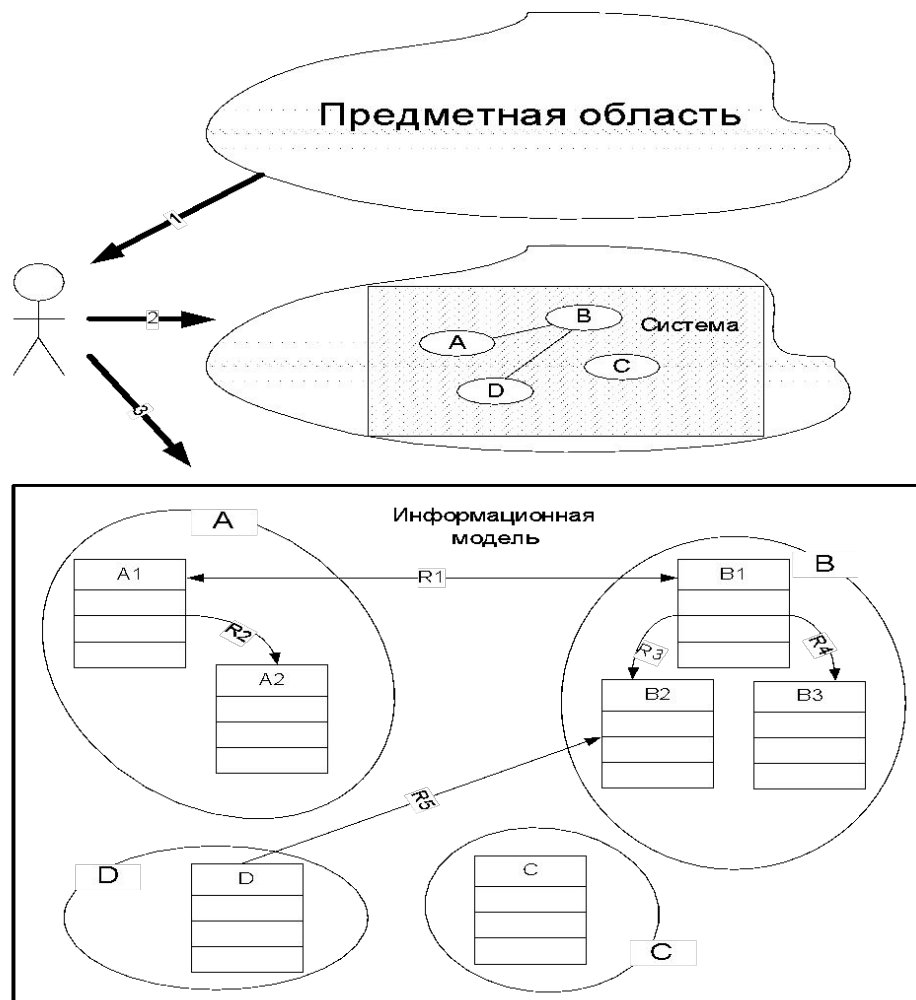 Предметная область
1
2
3
B
Система
A
C
D
A
Информационная
модель
B
A1
R1
B1
R2
R3
R4
A2
B2
B3
R5
D
D
C
C